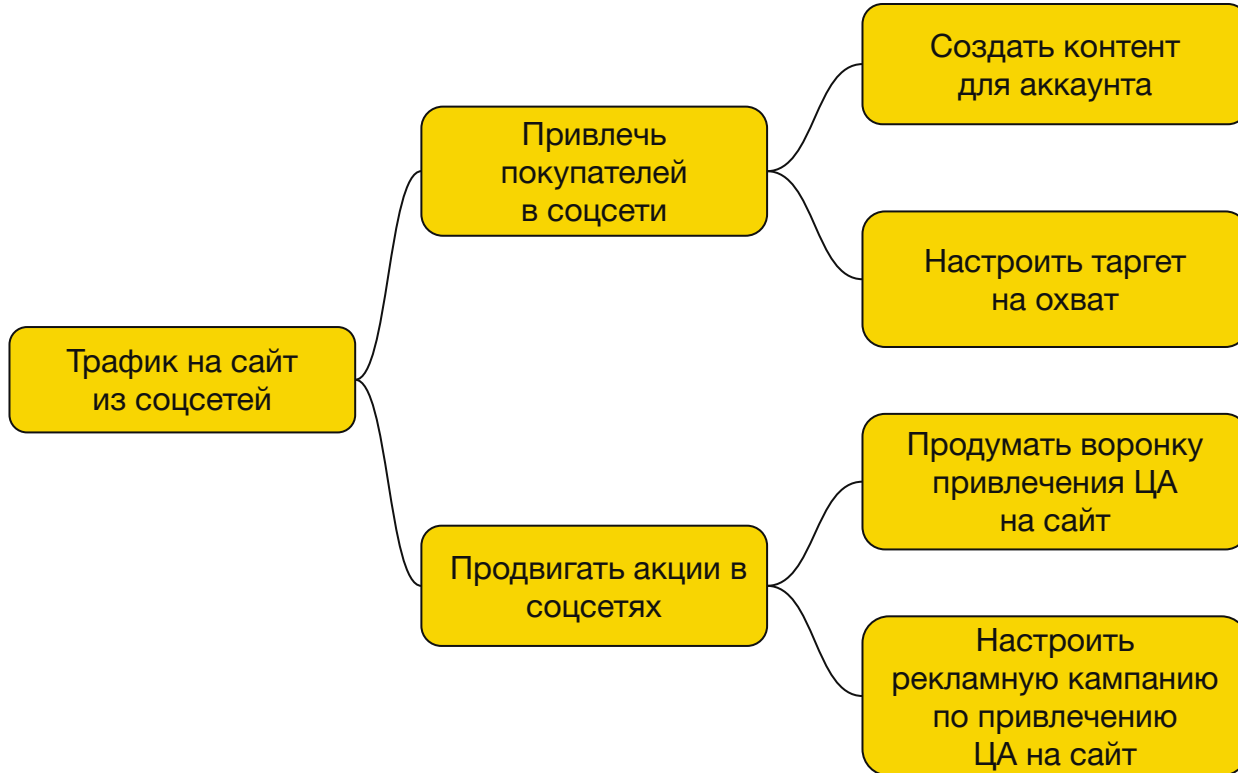 Трафик на сайт
из соцсетей
Привлечь
покупателей
в соцсети
Создать контент
для аккаунта
Настроить таргет
на охват
Продвигать акции в
соцсетях
Продумать воронку
привлечения ЦА
на сайт
Настроить
рекламную кампанию
по привлечению
ЦА на сайт